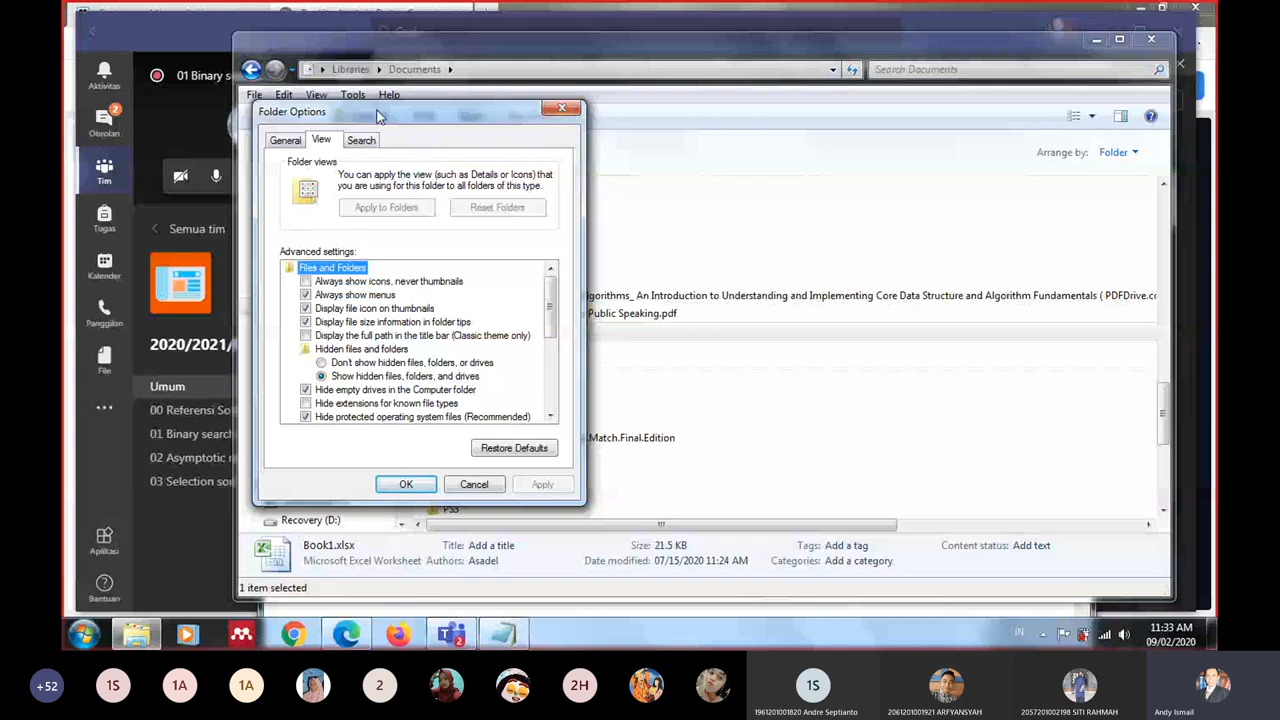 Aktivitas
2
Obrolan
Tim
Tugas
Kalender
Panggilan
File
Aplikasi
Bantuan
01 Binary s
Semua tim
2020/2021/
Umum
00 Referensi So
01 Binary search
02 Asymptotic n
03 Selection sor
Libraries
Documents
Search Documents
File
Edit
View
Tools
Help
Arrange by:
Folder
Folder Options
General
View
Search
Folder views
You can apply the view (such as Details or Icons) that
you are using for this folder to all folders of this type.
Apply to Folders
Reset Folders
Advanced settings:
Files and Folders
Always show icons, never thumbnails
Always show menus
Display file icon on thumbnails
Display file size information in folder tips
Display the full path in the title bar (Classic theme only)
Hidden files and folders
Don't show hidden files, folders, or drives
Show hidden files, folders, and drives
Hide empty drives in the Computer folder
Hide extensions for known file types
Hide protected operating system files (Recommended)
Restore Defaults
OK
Cancel
Apply
lgorithms_ An Introduction to Understanding and Implementing Core Data Structure and Algorithm Fundamentals ( PDFDrive.co
Public Speaking.pdf
Match.Final.Edition
PS3
Recovery (D:)
Book1.xlsx
Title: Add a title
Size: 21.5 KB
Tags: Add a tag
Content status: Add text
Microsoft Excel Worksheet
Authors: Asadel
Date modified: 07/15/2020 11:24 AM
Categories: Add a category
1 item selected
IN
11:33 AM
09/02/2020
+52
1S
1A
1A
2
2H
1S
1961201001820 Andre Septianto
2061201001921 ARFYANSYAH
2057201002198 SITI RAHMAH
Andy Ismail